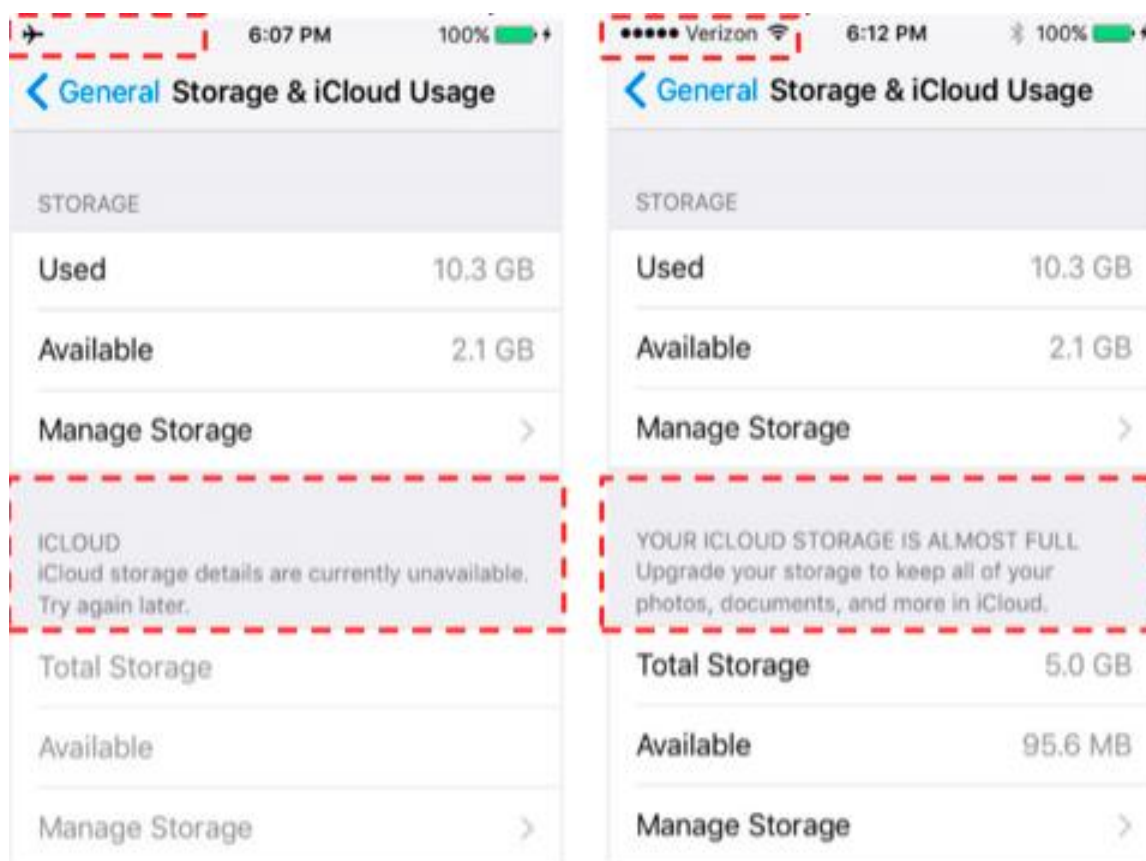 6:07 PM 100%
General Storage & iCloud Usage
STORAGE
Used 10.3 GB
Available 2.1 GB
Manage Storage
ICLOUD
iCloud storage details are currently unavailable.
Try again later.
Total Storage
Available
Manage Storage
Verizon 6:12 PM 100%
General Storage & iCloud Usage
STORAGE
Used 10.3 GB
Available 2.1 GB
Manage Storage
YOUR ICLOUD STORAGE IS ALMOST FULL
Upgrade your storage to keep all of your
photos, documents, and more in iCloud.
Total Storage 5.0 GB
Available 95.6 MB
Manage Storage